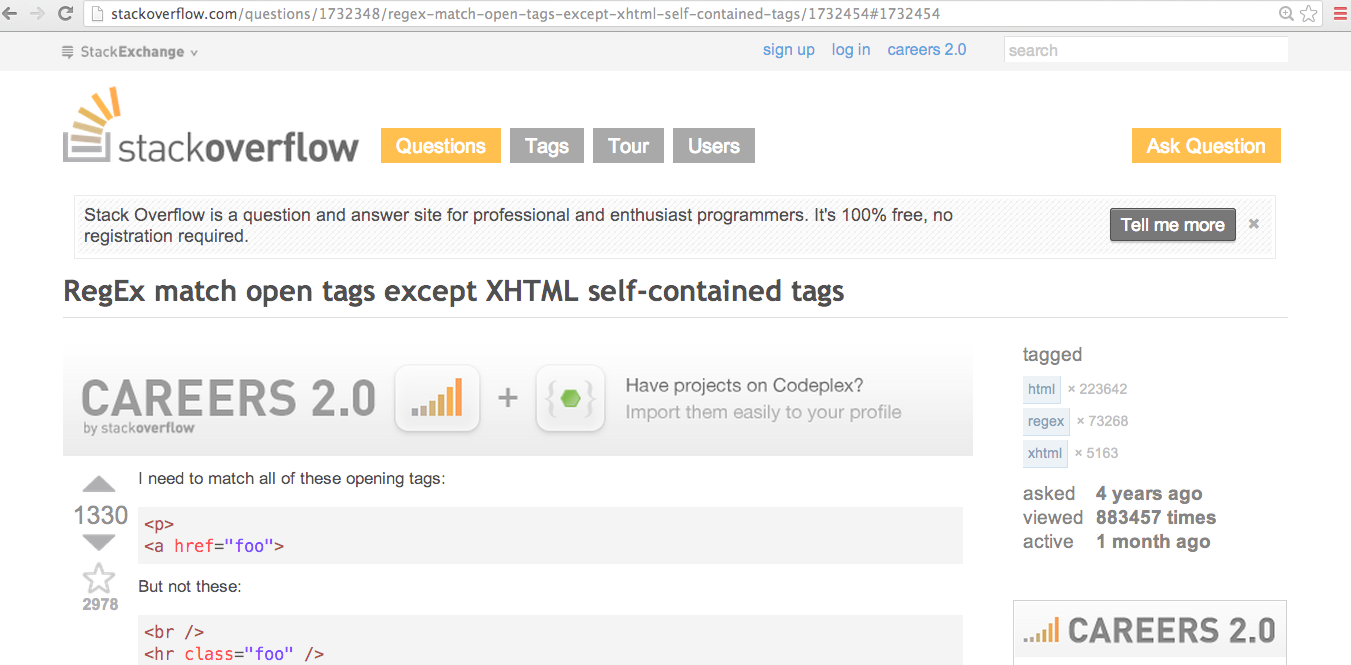 stackoverflow.com/questions/1732348/regex-match-open-tags-except-xhtml-self-contained-tags/1732454#1732454
StackExchange
sign up log in careers 2.0
search
stackoverflow
Questions Tags Tour Users
Ask Question
Stack Overflow is a question and answer site for professional and enthusiast programmers. It's 100% free, no
registration required.
Tell me more ×
RegEx match open tags except XHTML self-contained tags
CAREERS 2.0
by stackoverflow
+
Have projects on Codeplex?
Import them easily to your profile
1330
2978
I need to match all of these opening tags:
<p>
<a href="foo">
But not these:
<br />
<hr class="foo" />
tagged
html × 223642
regex × 73268
xhtml × 5163
asked 4 years ago
viewed 883457 times
active 1 month ago
CAREERS 2.0